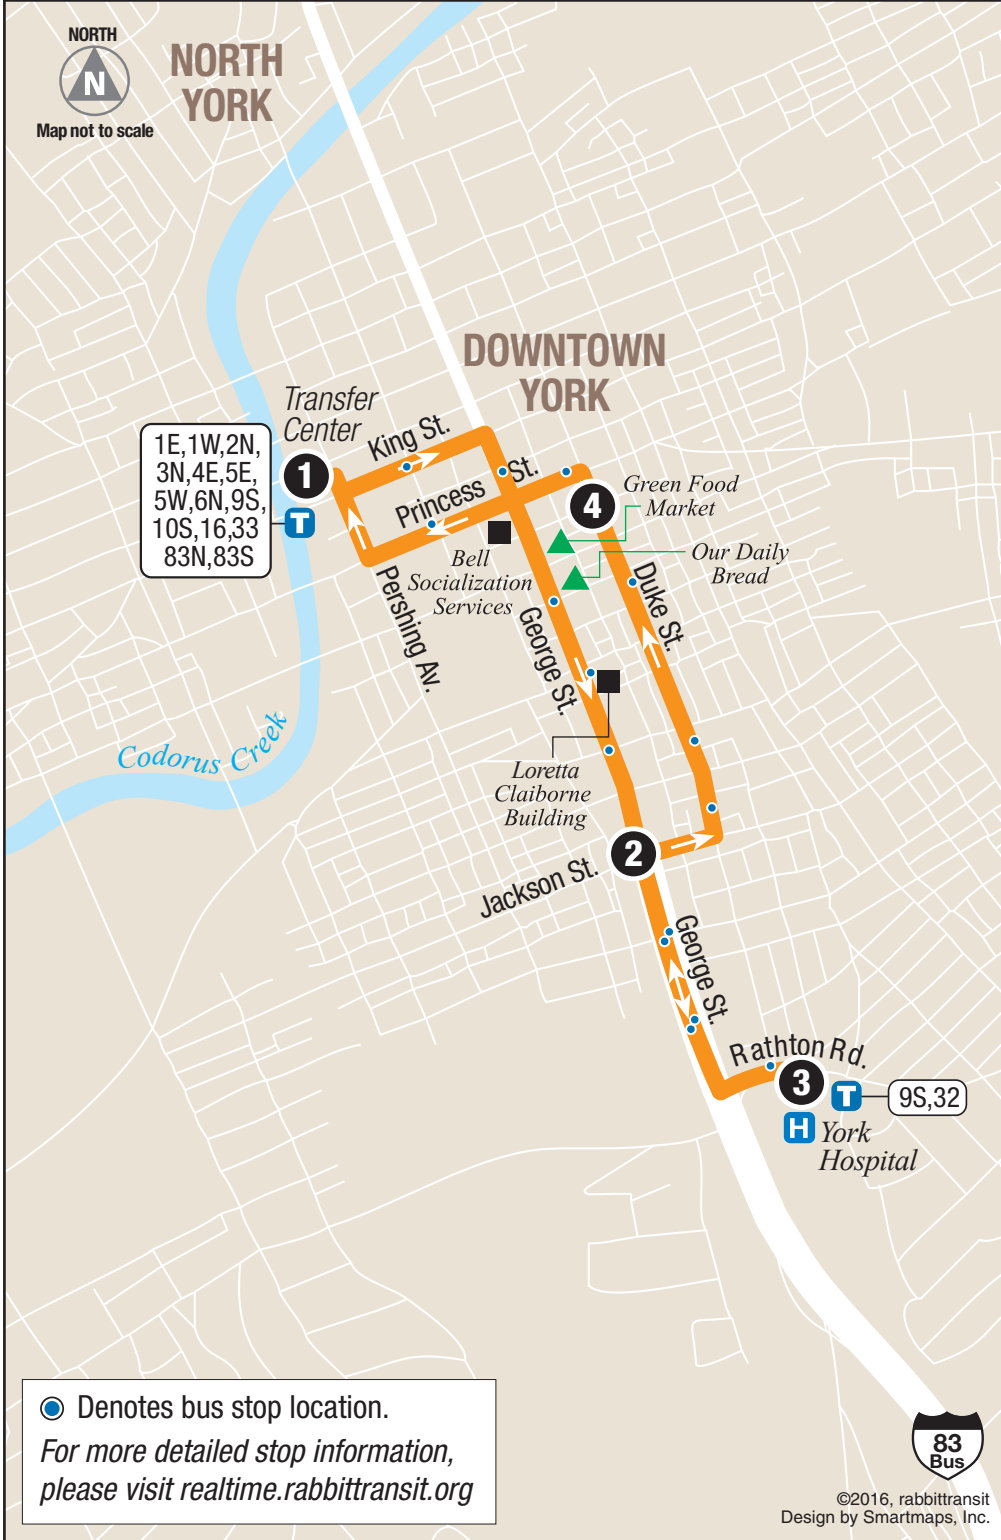 NORTH
N
Map not to scale
NORTH
YORK
DOWNTOWN
YORK
Transfer
Center
1E,1W,2N,
3N,4E,5E,
5W,6N,9S,
10S,16,33
83N,83S
1
T
King St.
Princess St.
4
Green Food
Market
Our Daily
Bread
Bell
Socialization
Services
Pershing Av.
George St.
Duke St.
Codorus Creek
Loretta
Claiborne
Building
2
Jackson St.
George St.
Rathton Rd.
3
T
9S,32
H
York
Hospital
Denotes bus stop location.
For more detailed stop information,
please visit realtime.rabbittransit.org
83
Bus
©2016, rabbittransit
Design by Smartmaps, Inc.